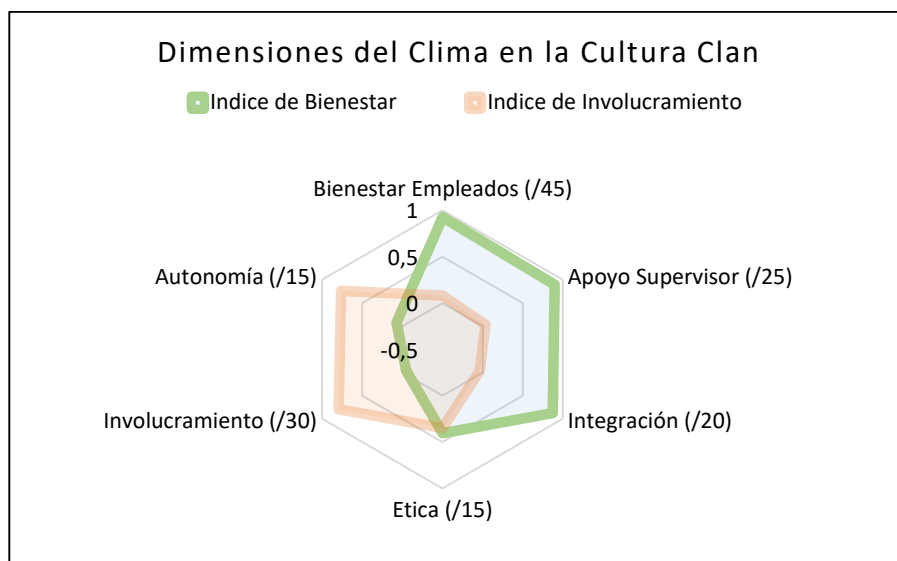 Dimensiones del Clima en la Cultura Clan
Indice de Bienestar
Indice de Involucramiento
Bienestar Empleados (/45)
1
0,5
0
-0,5
Autonomía (/15)
Apoyo Supervisor (/25)
Involucramiento (/30)
Integración (/20)
Etica (/15)